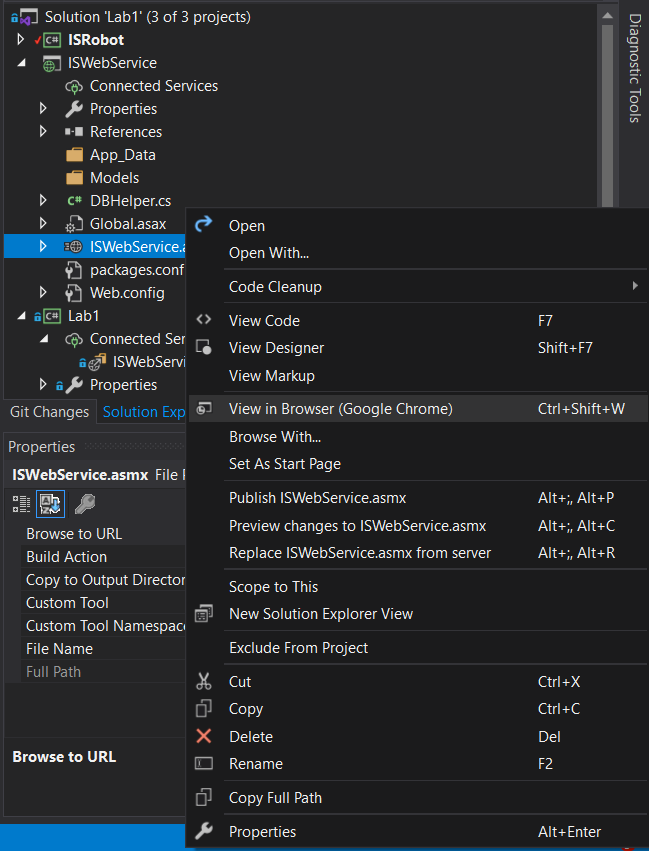 Solution 'Lab1' (3 of 3 projects)
C# ISRobot
ISWebService
Connected Services
Properties
References
App_Data
Models
C# DBHelper.cs
Global.asax
ISWebService.a
packages.conf
Web.config
C# Lab1
Connected Ser
ISWebServi
Properties
Git Changes
Solution Exp
Diagnostic Tools
Properties
ISWebService.asmx File P
Browse to URL
Build Action
Copy to Output Director
Custom Tool
Custom Tool Namespace
File Name
Full Path
Browse to URL
Open
Open With...
Code Cleanup
View Code F7
View Designer Shift+F7
View Markup
View in Browser (Google Chrome) Ctrl+Shift+W
Browse With...
Set As Start Page
Publish ISWebService.asmx Alt+;, Alt+P
Preview changes to ISWebService.asmx Alt+;, Alt+C
Replace ISWebService.asmx from server Alt+;, Alt+R
Scope to This
New Solution Explorer View
Exclude From Project
Cut Ctrl+X
Copy Ctrl+C
Delete Del
Rename F2
Copy Full Path
Properties Alt+Enter